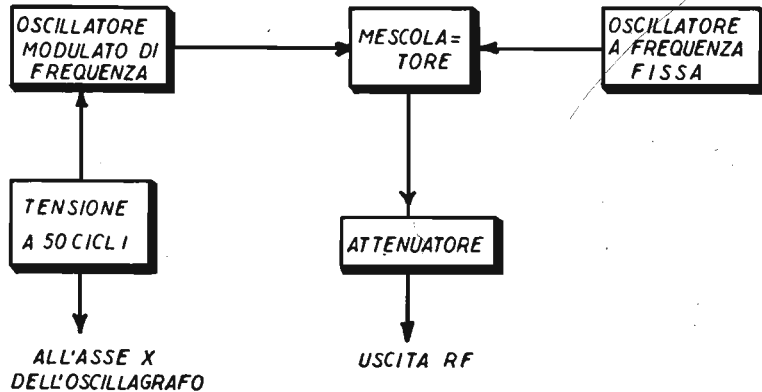 OSCILLATORE
MODULATO DI
FREQUENZA
MESCOLA=
TORE
OSCILLATORE
A FREQUENZA
FISSA
TENSIONE
A 50 CICLI
ATTENUATORE
ALL'ASSE X
DELL'OSCILLAGRAFO
USCITA RF